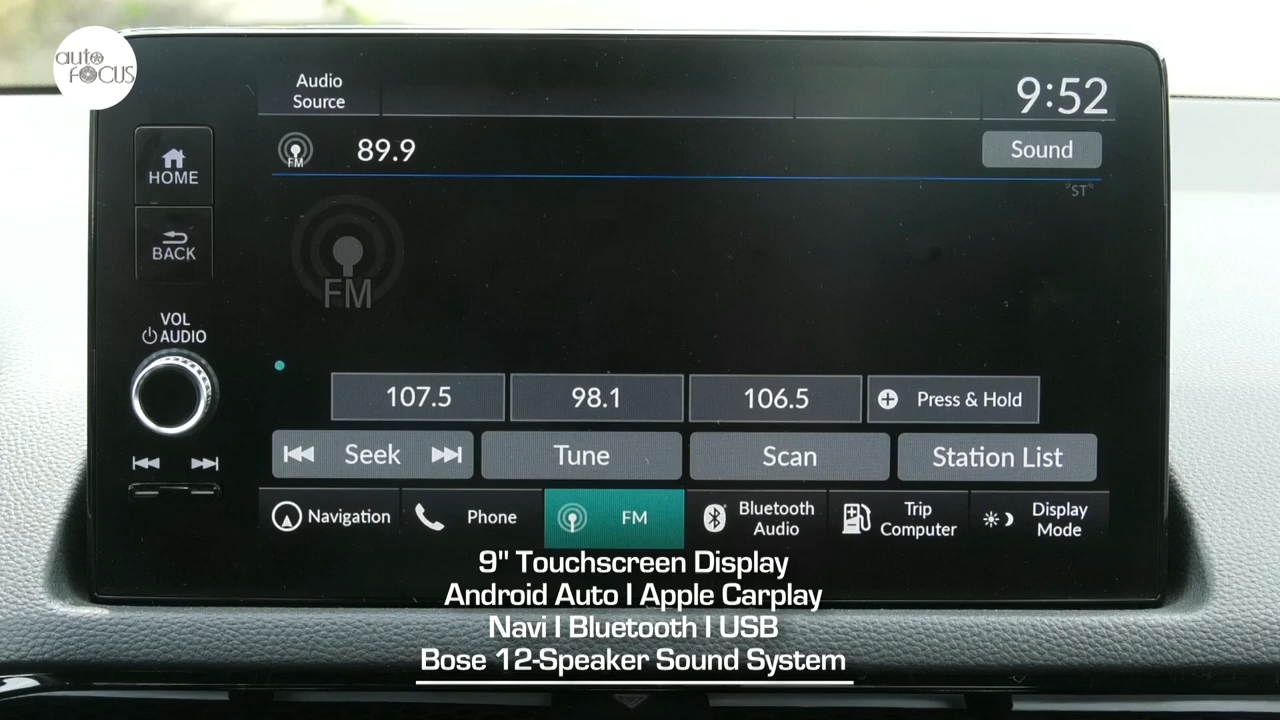 auto
FOCUS
Audio
Source
9:52
FM
89.9
Sound
ST
HOME
BACK
FM
VOL
AUDIO
107.5
98.1
106.5
Press & Hold
Seek
Tune
Scan
Station List
Navigation
Phone
FM
Bluetooth
Audio
Trip
Computer
Display
Mode
9" Touchscreen Display
Android Auto | Apple Carplay
Navi | Bluetooth | USB
Bose 12-Speaker Sound System